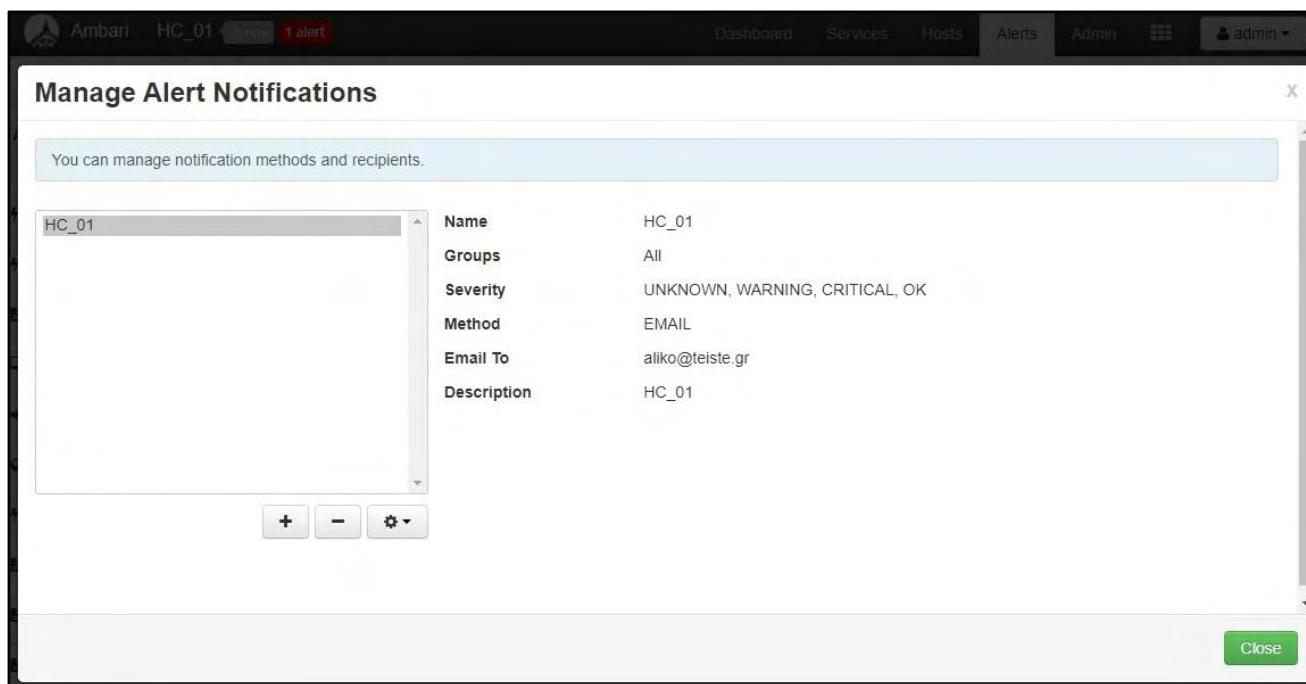 Ambari HC_01 0 ops 1 alert Dashboard Services Hosts Alerts Admin admin
Manage Alert Notifications X
You can manage notification methods and recipients.
HC_01
Name HC_01
Groups All
Severity UNKNOWN, WARNING, CRITICAL, OK
Method EMAIL
Email To aliko@teiste.gr
Description HC_01
Close